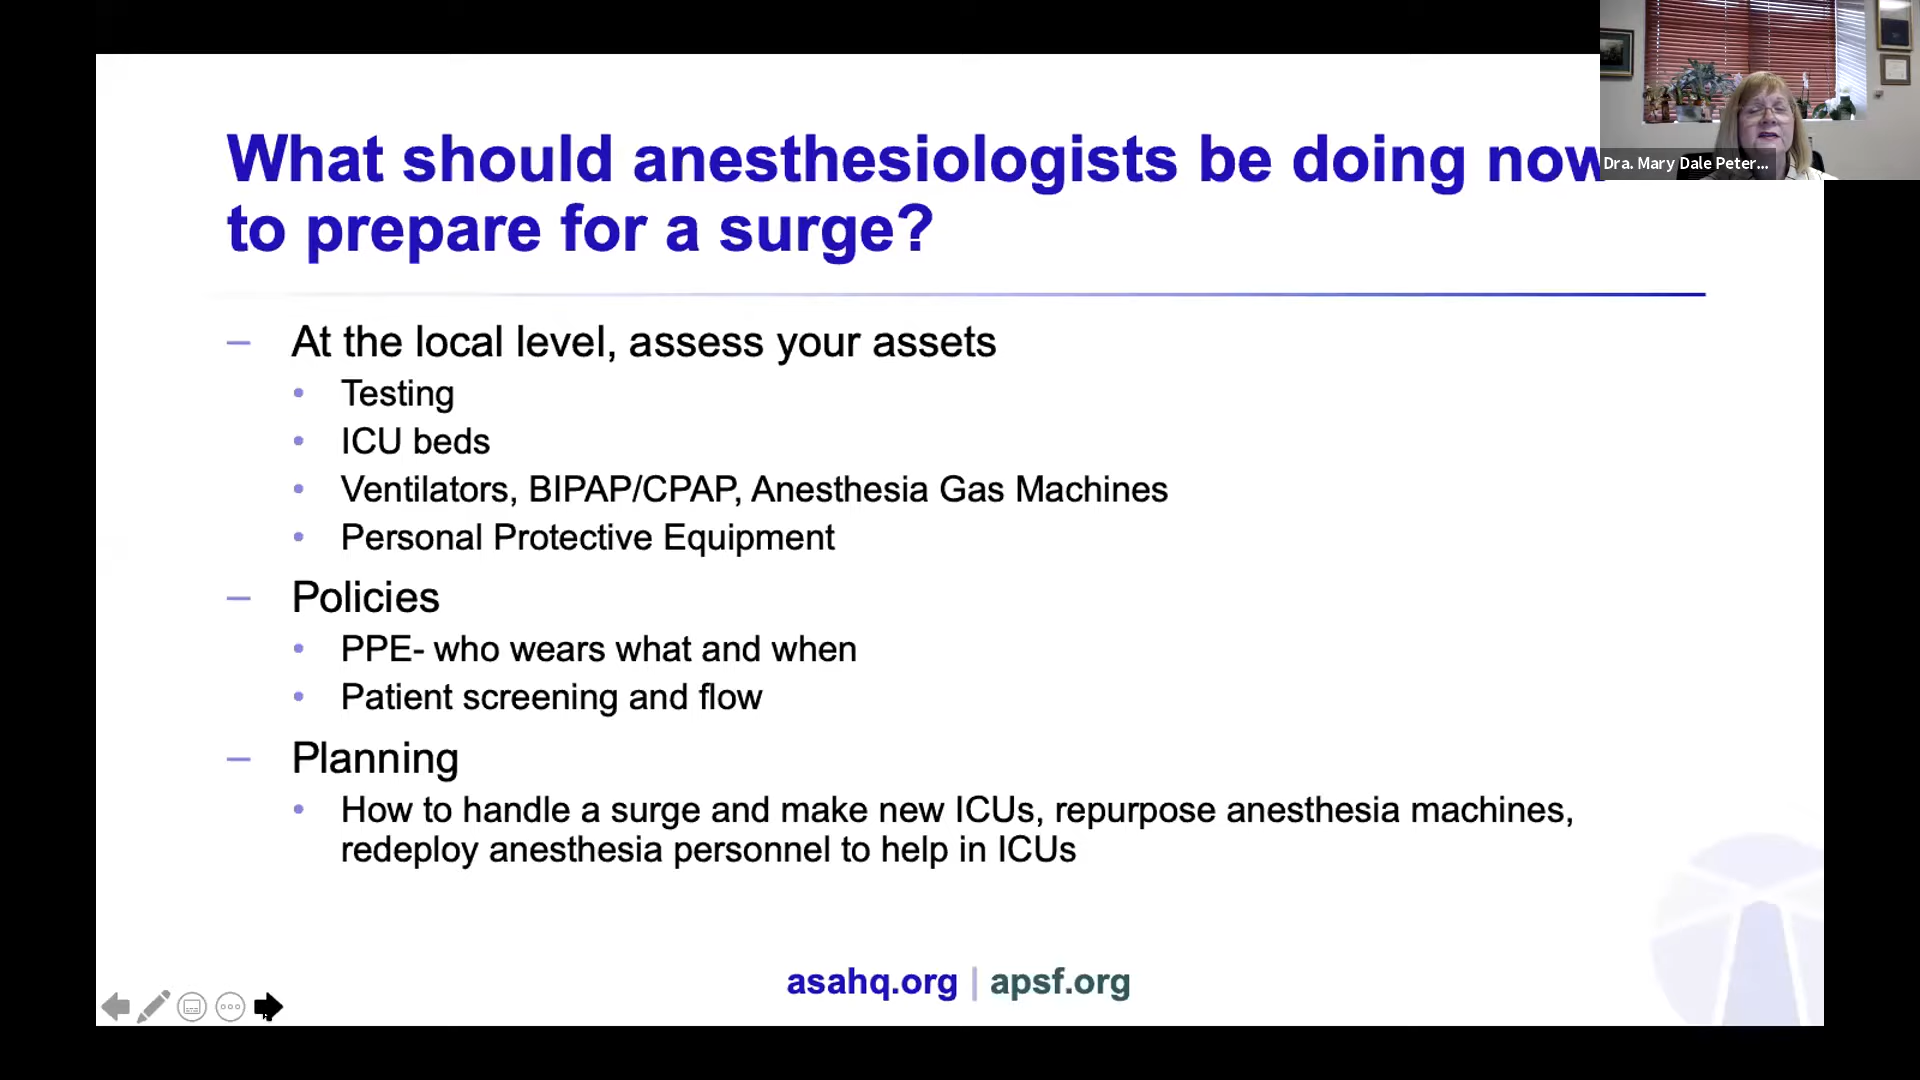 What should anesthesiologists be doing now
to prepare for a surge?
Dra. Mary Dale Peter...
– At the local level, assess your assets
• Testing
• ICU beds
• Ventilators, BIPAP/CPAP, Anesthesia Gas Machines
• Personal Protective Equipment
– Policies
• PPE- who wears what and when
• Patient screening and flow
– Planning
• How to handle a surge and make new ICUs, repurpose anesthesia machines,
redeploy anesthesia personnel to help in ICUs
asahq.org | apsf.org